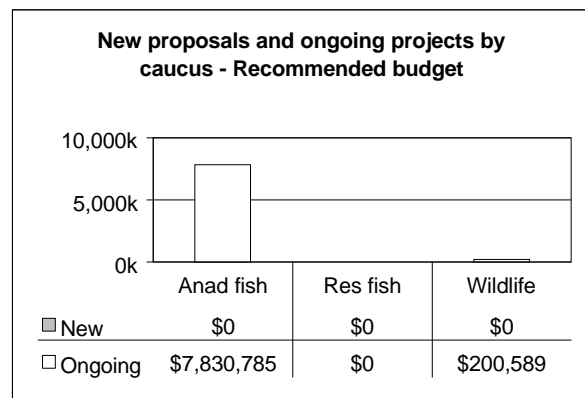 New proposals and ongoing projects by
caucus - Recommended budget
10,000k
5,000k
0k
Anad fish Res fish Wildlife
New $0 $0 $0
Ongoing $7,830,785 $0 $200,589